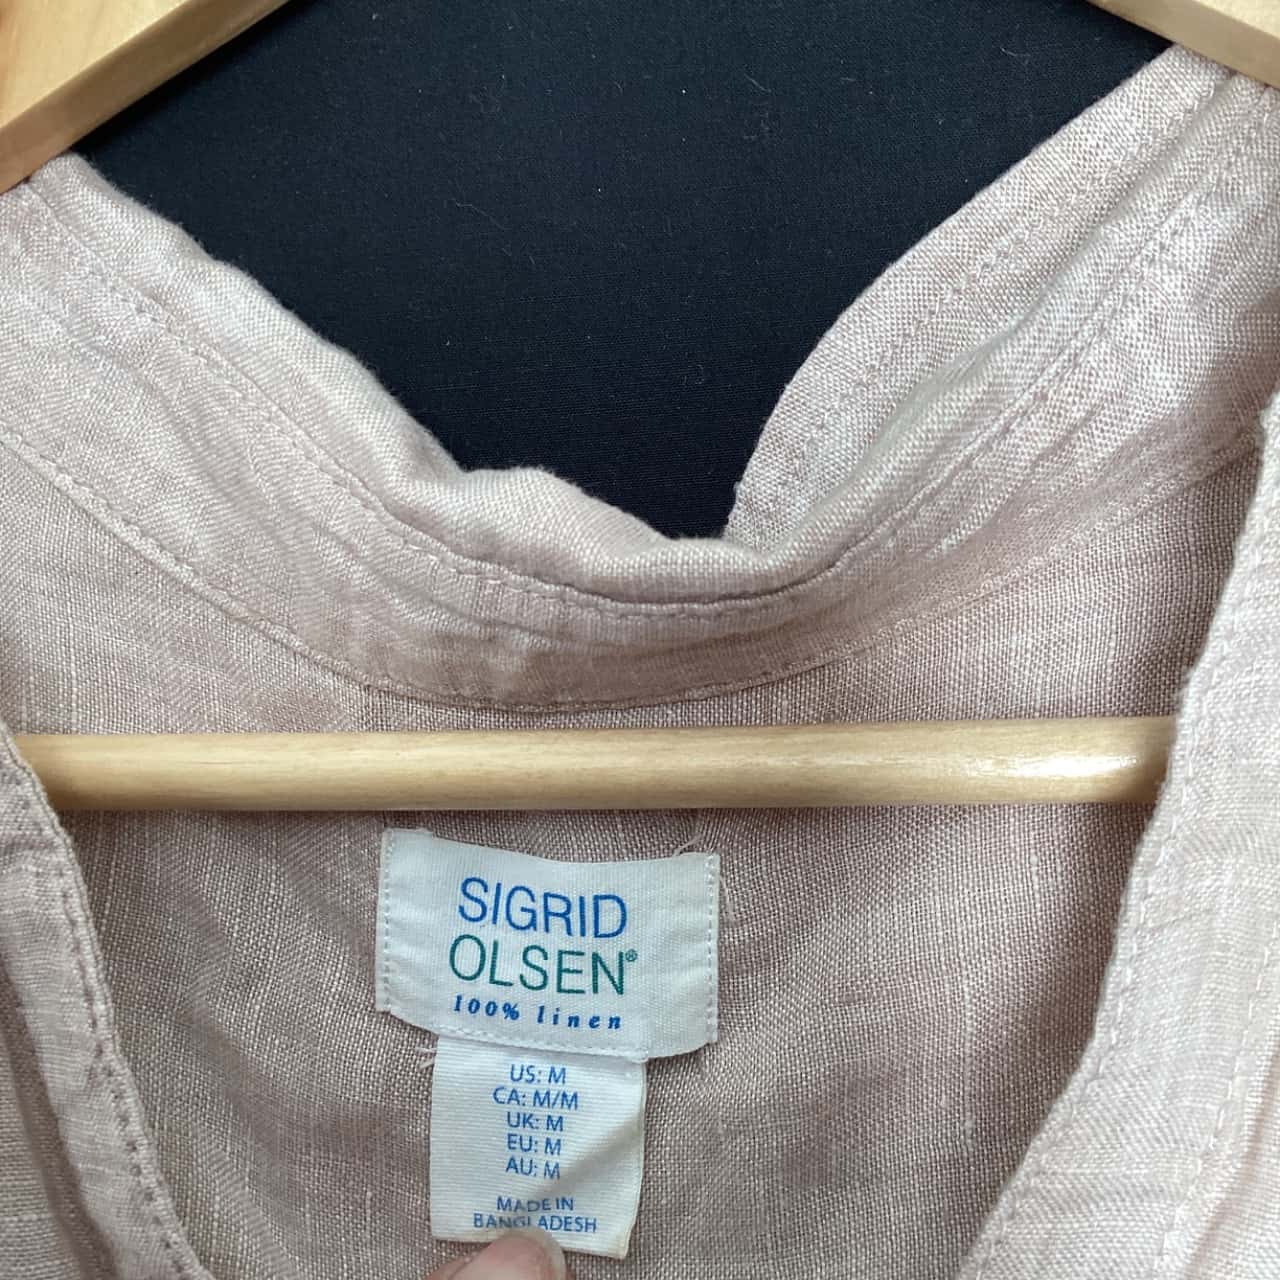 SIGRID
OLSEN®
100% linen
US: M
CA: M/M
UK: M
EU: M
AU: M
MADE IN
BANGLADESH